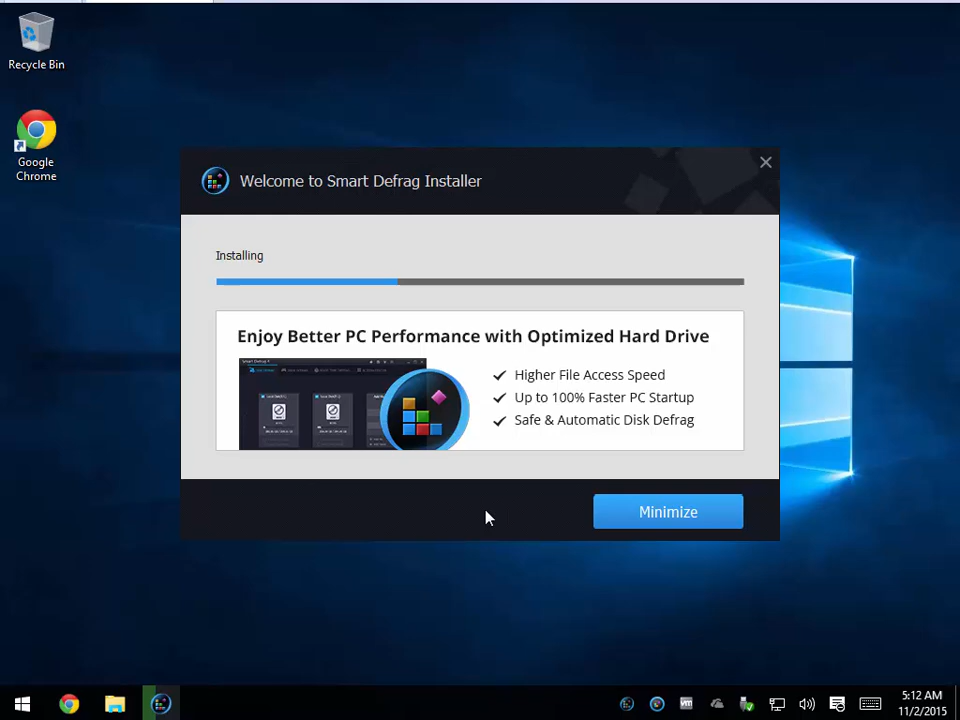 Recycle Bin
Google
Chrome
Welcome to Smart Defrag Installer
Installing
Enjoy Better PC Performance with Optimized Hard Drive
Higher File Access Speed
Up to 100% Faster PC Startup
Safe & Automatic Disk Defrag
Minimize
5:12 AM
11/2/2015